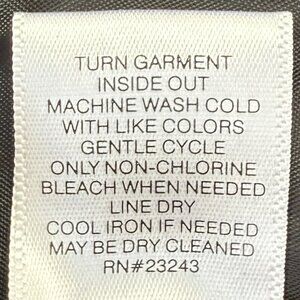 TURN GARMENT
INSIDE OUT
MACHINE WASH COLD
WITH LIKE COLORS
GENTLE CYCLE
ONLY NON-CHLORINE
BLEACH WHEN NEEDED
LINE DRY
COOL IRON IF NEEDED
MAY BE DRY CLEANED
RN#23243